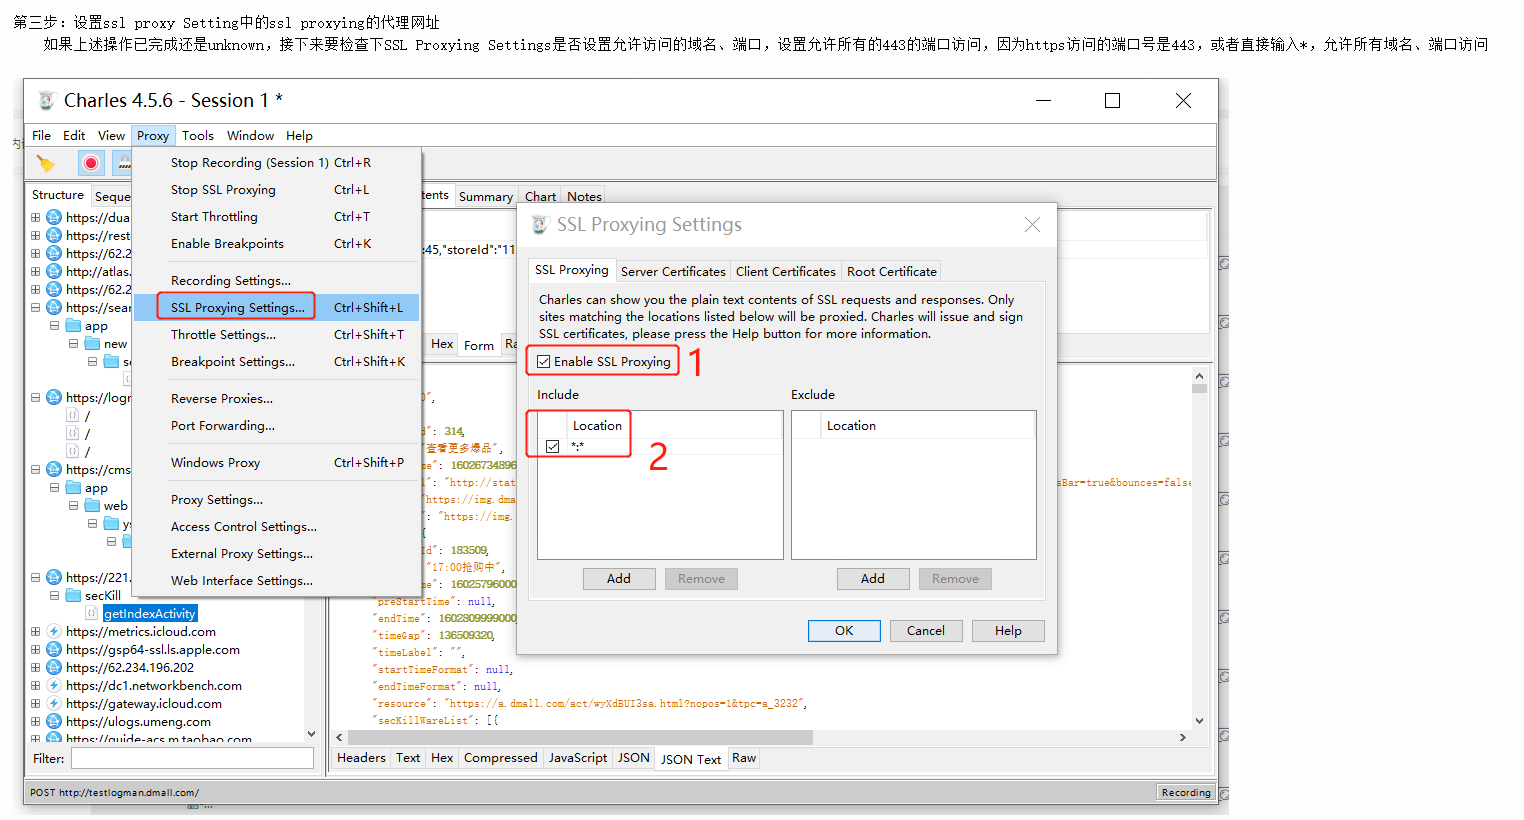 第三步：设置ssl proxy Setting中的ssl proxying的代理网址
如果上述操作已完成还是unknown，接下来要检查下SSL Proxying Settings是否设置允许访问的域名、端口，设置允许所有的443的端口访问，因为https访问的端口号是443，或者直接输入*，允许所有域名、端口访问
Charles 4.5.6 - Session 1 *
File Edit View Proxy Tools Window Help
Stop Recording (Session 1) Ctrl+R
Stop SSL Proxying Ctrl+L
Start Throttling Ctrl+T
Enable Breakpoints Ctrl+K
Recording Settings...
SSL Proxying Settings... Ctrl+Shift+L
Throttle Settings... Ctrl+Shift+T
Breakpoint Settings... Ctrl+Shift+K
Reverse Proxies...
Port Forwarding...
Windows Proxy Ctrl+Shift+P
Proxy Settings...
Access Control Settings...
External Proxy Settings...
Web Interface Settings...
Structure Seque
https://dua
https://rest
https://62.2
http://atlas.
https://62.2
https://sear
app
new
se
https://logr
/
/
/
https://cms
app
web
ys
https://221.
secKill
getIndexActivity
https://metrics.icloud.com
https://gsp64-ssl.ls.apple.com
https://62.234.196.202
https://dc1.networkbench.com
https://gateway.icloud.com
https://ulogs.umeng.com
https://guide-acs.m.taobao.com
Filter:
tents Summary Chart Notes
:45,"storeId":"11
Hex Form Ra
SSL Proxying Settings
SSL Proxying Server Certificates Client Certificates Root Certificate
Charles can show you the plain text contents of SSL requests and responses. Only
sites matching the locations listed below will be proxied. Charles will issue and sign
SSL certificates, please press the Help button for more information.
Enable SSL Proxying 1
Include Exclude
Location Location
*:*
2
Add Remove Add Remove
OK Cancel Help
0",
d": 314,
"查看更多爆品",
me": 16026734896
l": "http://stat
sBar=true&bounces=false
"https://img.dma
": "https://img.
[{
Id": 183509,
"17:00抢购中",
me": 16025796000
"preStartTime": null,
"endTime": 1602809999000,
"timeGap": 136509320,
"timeLabel": "",
"startTimeFormat": null,
"endTimeFormat": null,
"resource": "https://a.dmall.com/act/wyXdBUI3sa.html?nopos=1&tpc=a_3232",
"secKillWareList": [{
Headers Text Hex Compressed JavaScript JSON JSON Text Raw
POST http://testlogman.dmall.com/ Recording